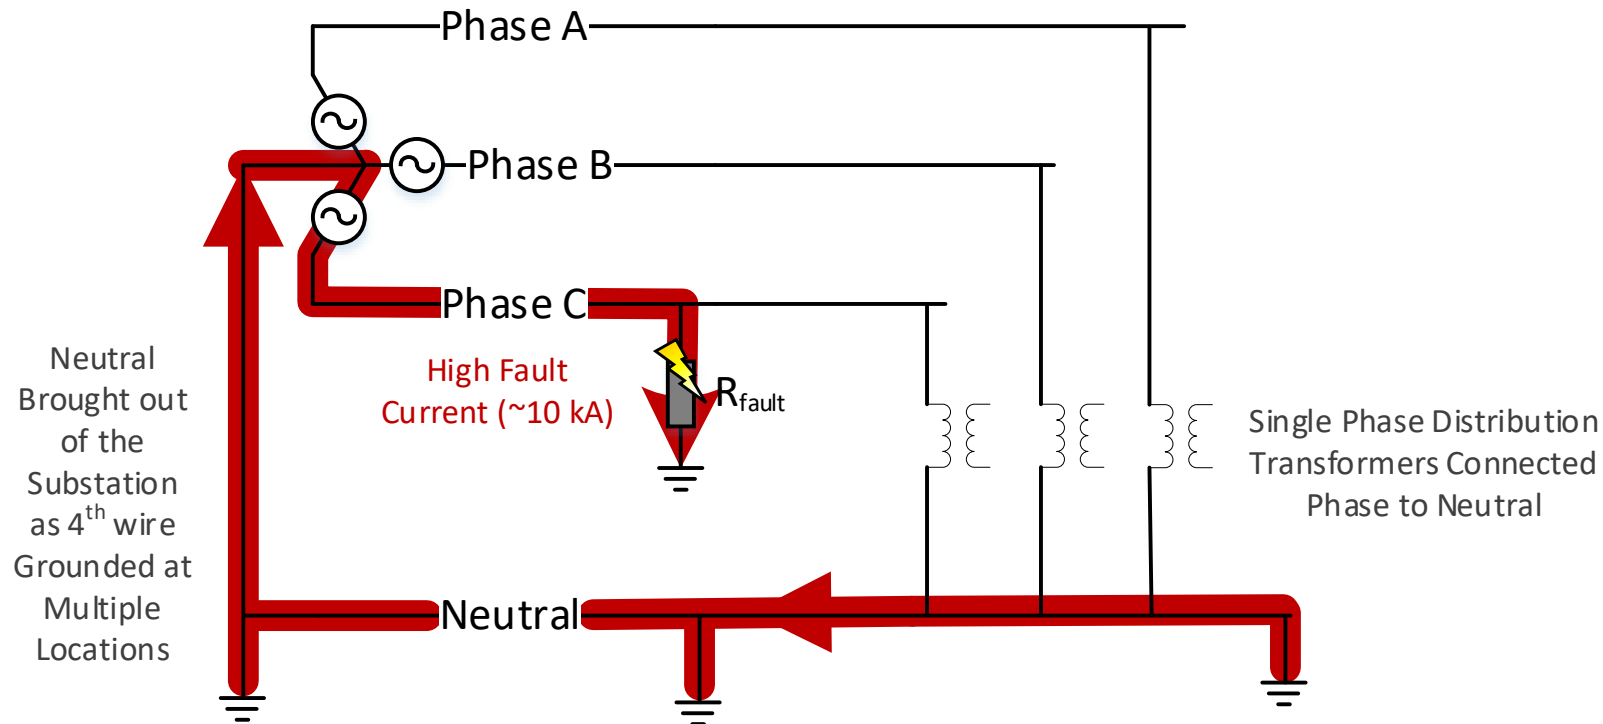 Phase A
Phase B
Phase C
High Fault
Current (~10 kA)
Rfault
Neutral
Brought out
of the
Substation
as 4th wire
Grounded at
Multiple
Locations
Single Phase Distribution
Transformers Connected
Phase to Neutral
Neutral